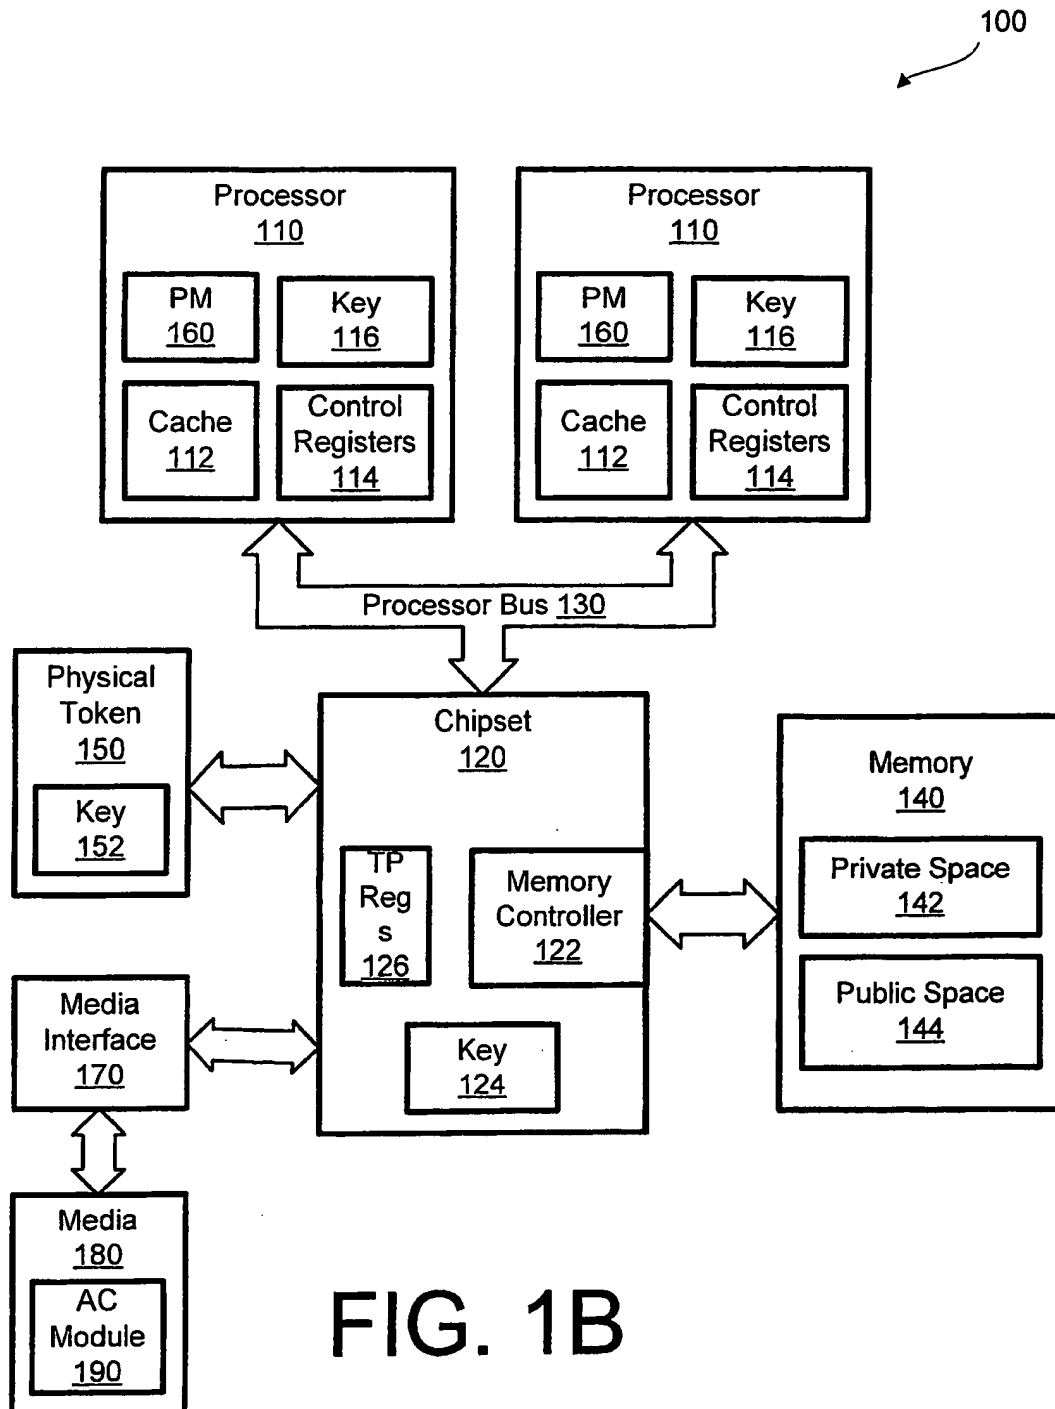 100
Processor
110
PM
160
Key
116
Cache
112
Control
Registers
114
Processor
110
PM
160
Key
116
Cache
112
Control
Registers
114
Processor Bus 130
Physical
Token
150
Key
152
Chipset
120
TP
Reg
s
126
Memory
Controller
122
Key
124
Memory
140
Private Space
142
Public Space
144
Media
Interface
170
Media
180
AC
Module
190
FIG. 1B